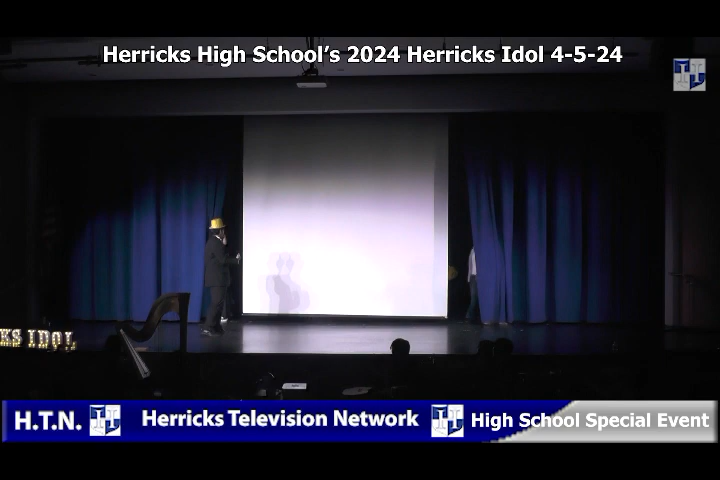 Herricks High School's 2024 Herricks Idol 4-5-24
KS IDOL
H.T.N. Herricks Television Network High School Special Event